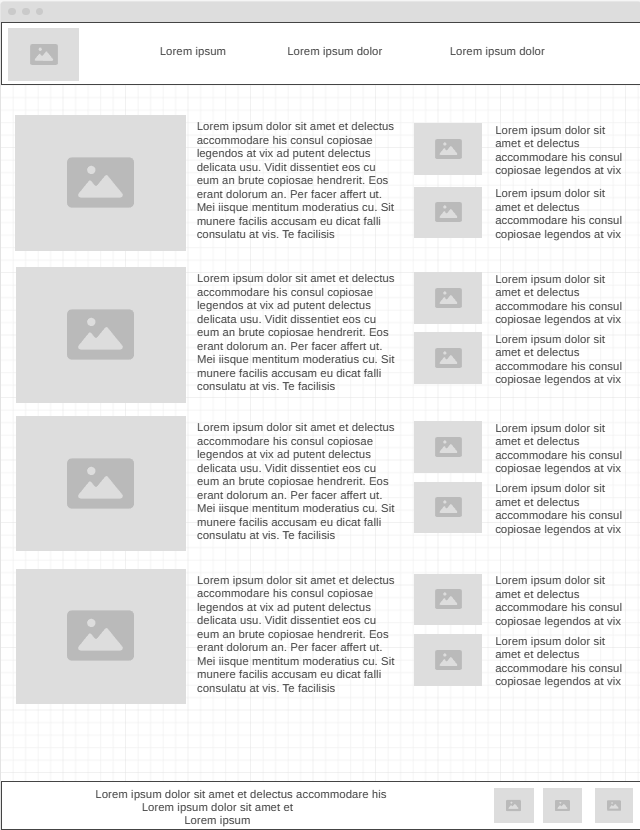 Lorem ipsum
Lorem ipsum dolor
Lorem ipsum dolor
Lorem ipsum dolor sit amet et delectus
accommodare his consul copiosae
legendos at vix ad putent delectus
delicata usu. Vidit dissentiet eos cu
eum an brute copiosae hendrerit. Eos
erant dolorum an. Per facer affert ut.
Mei iisque mentitum moderatius cu. Sit
munere facilis accusam eu dicat falli
consulatu at vis. Te facilisis
Lorem ipsum dolor sit
amet et delectus
accommodare his consul
copiosae legendos at vix
Lorem ipsum dolor sit
amet et delectus
accommodare his consul
copiosae legendos at vix
Lorem ipsum dolor sit amet et delectus
accommodare his consul copiosae
legendos at vix ad putent delectus
delicata usu. Vidit dissentiet eos cu
eum an brute copiosae hendrerit. Eos
erant dolorum an. Per facer affert ut.
Mei iisque mentitum moderatius cu. Sit
munere facilis accusam eu dicat falli
consulatu at vis. Te facilisis
Lorem ipsum dolor sit
amet et delectus
accommodare his consul
copiosae legendos at vix
Lorem ipsum dolor sit
amet et delectus
accommodare his consul
copiosae legendos at vix
Lorem ipsum dolor sit amet et delectus
accommodare his consul copiosae
legendos at vix ad putent delectus
delicata usu. Vidit dissentiet eos cu
eum an brute copiosae hendrerit. Eos
erant dolorum an. Per facer affert ut.
Mei iisque mentitum moderatius cu. Sit
munere facilis accusam eu dicat falli
consulatu at vis. Te facilisis
Lorem ipsum dolor sit
amet et delectus
accommodare his consul
copiosae legendos at vix
Lorem ipsum dolor sit
amet et delectus
accommodare his consul
copiosae legendos at vix
Lorem ipsum dolor sit amet et delectus
accommodare his consul copiosae
legendos at vix ad putent delectus
delicata usu. Vidit dissentiet eos cu
eum an brute copiosae hendrerit. Eos
erant dolorum an. Per facer affert ut.
Mei iisque mentitum moderatius cu. Sit
munere facilis accusam eu dicat falli
consulatu at vis. Te facilisis
Lorem ipsum dolor sit
amet et delectus
accommodare his consul
copiosae legendos at vix
Lorem ipsum dolor sit
amet et delectus
accommodare his consul
copiosae legendos at vix
Lorem ipsum dolor sit amet et delectus accommodare his
Lorem ipsum dolor sit amet et
Lorem ipsum